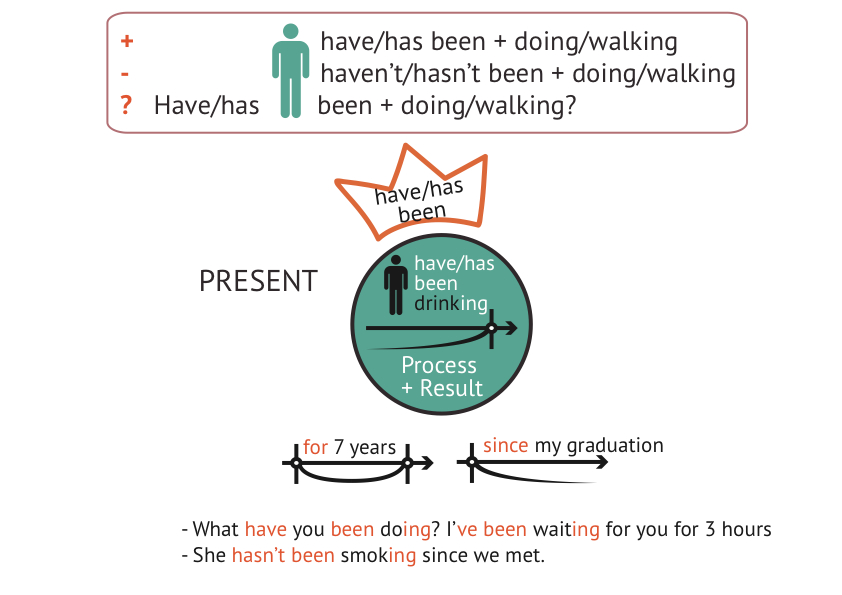 + have/has been + doing/walking
- haven't/hasn't been + doing/walking
? Have/has been + doing/walking?
have/has
been
PRESENT
have/has
been
drinking
Process
+ Result
for 7 years
since my graduation
- What have you been doing? I've been waiting for you for 3 hours
- She hasn't been smoking since we met.